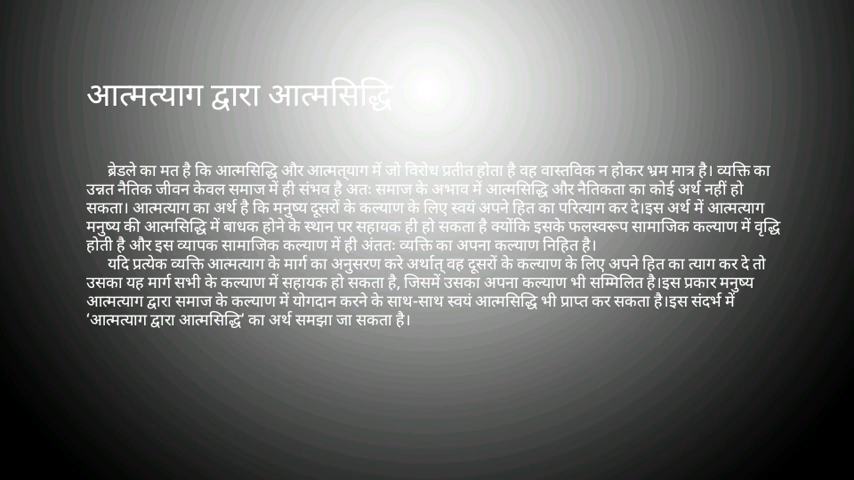 आत्मत्याग द्वारा आत्मसिद्धि
ब्रेडले का मत है कि आत्मसिद्धि और आत्मत्याग में जो विरोध प्रतीत होता है वह वास्तविक न होकर भ्रम मात्र है। व्यक्ति का
उन्नत नैतिक जीवन केवल समाज में ही संभव है अतः समाज के अभाव में आत्मसिद्धि और नैतिकता का कोई अर्थ नहीं हो
सकता। आत्मत्याग का अर्थ है कि मनुष्य दूसरों के कल्याण के लिए स्वयं अपने हित का परित्याग कर दे।इस अर्थ में आत्मत्याग
मनुष्य की आत्मसिद्धि में बाधक होने के स्थान पर सहायक ही हो सकता है क्योंकि इसके फलस्वरूप सामाजिक कल्याण में वृद्धि
होती है और इस व्यापक सामाजिक कल्याण में ही अंततः व्यक्ति का अपना कल्याण निहित है।
यदि प्रत्येक व्यक्ति आत्मत्याग के मार्ग का अनुसरण करे अर्थात् वह दूसरों के कल्याण के लिए अपने हित का त्याग कर दे तो
उसका यह मार्ग सभी के कल्याण में सहायक हो सकता है, जिसमें उसका अपना कल्याण भी सम्मिलित है।इस प्रकार मनुष्य
आत्मत्याग द्वारा समाज के कल्याण में योगदान करने के साथ-साथ स्वयं आत्मसिद्धि भी प्राप्त कर सकता है।इस संदर्भ में
‘आत्मत्याग द्वारा आत्मसिद्धि’ का अर्थ समझा जा सकता है।